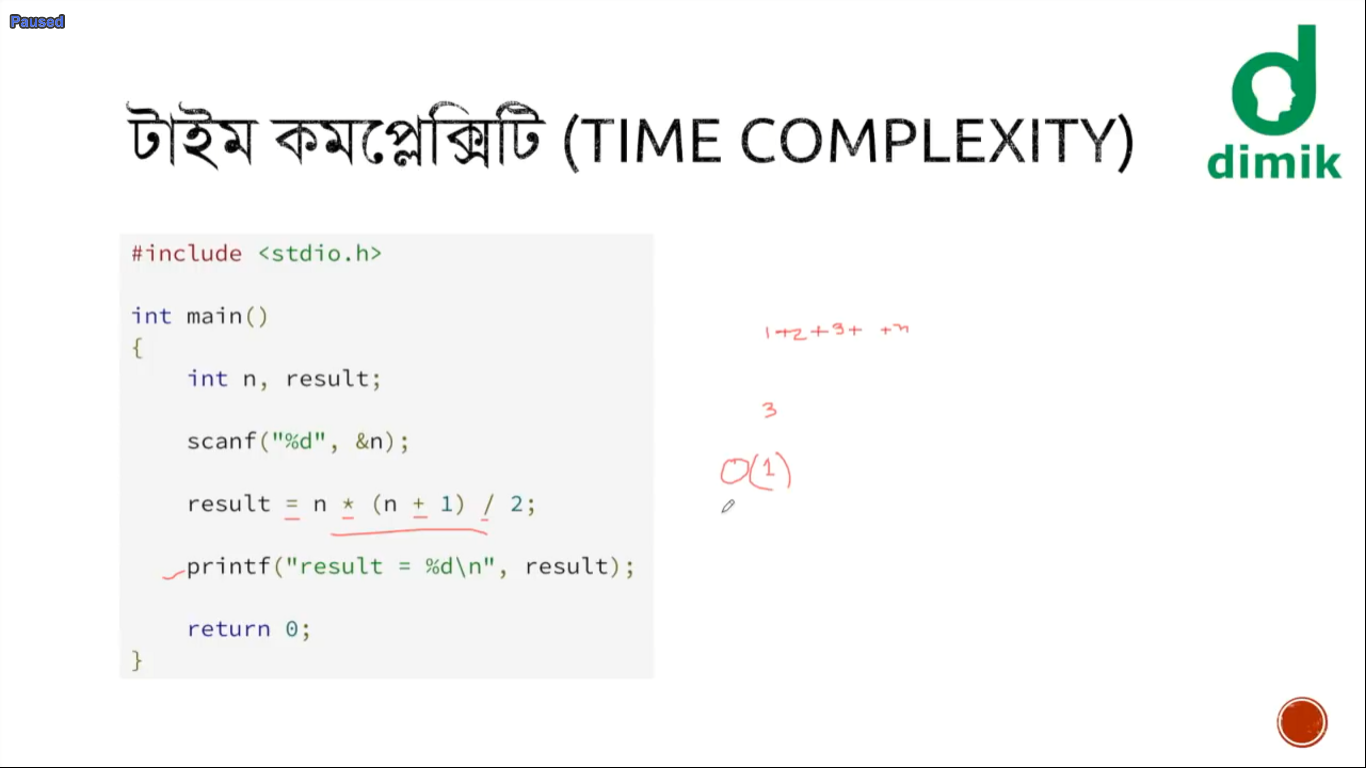 Paused
টাইম কমপ্লেক্সিটি (TIME COMPLEXITY)
dimik
#include <stdio.h>
int main()
{
int n, result;
scanf("%d", &n);
result = n * (n + 1) / 2;
printf("result = %d\n", result);
return 0;
}
1+2+3+ +n
3
O(1)